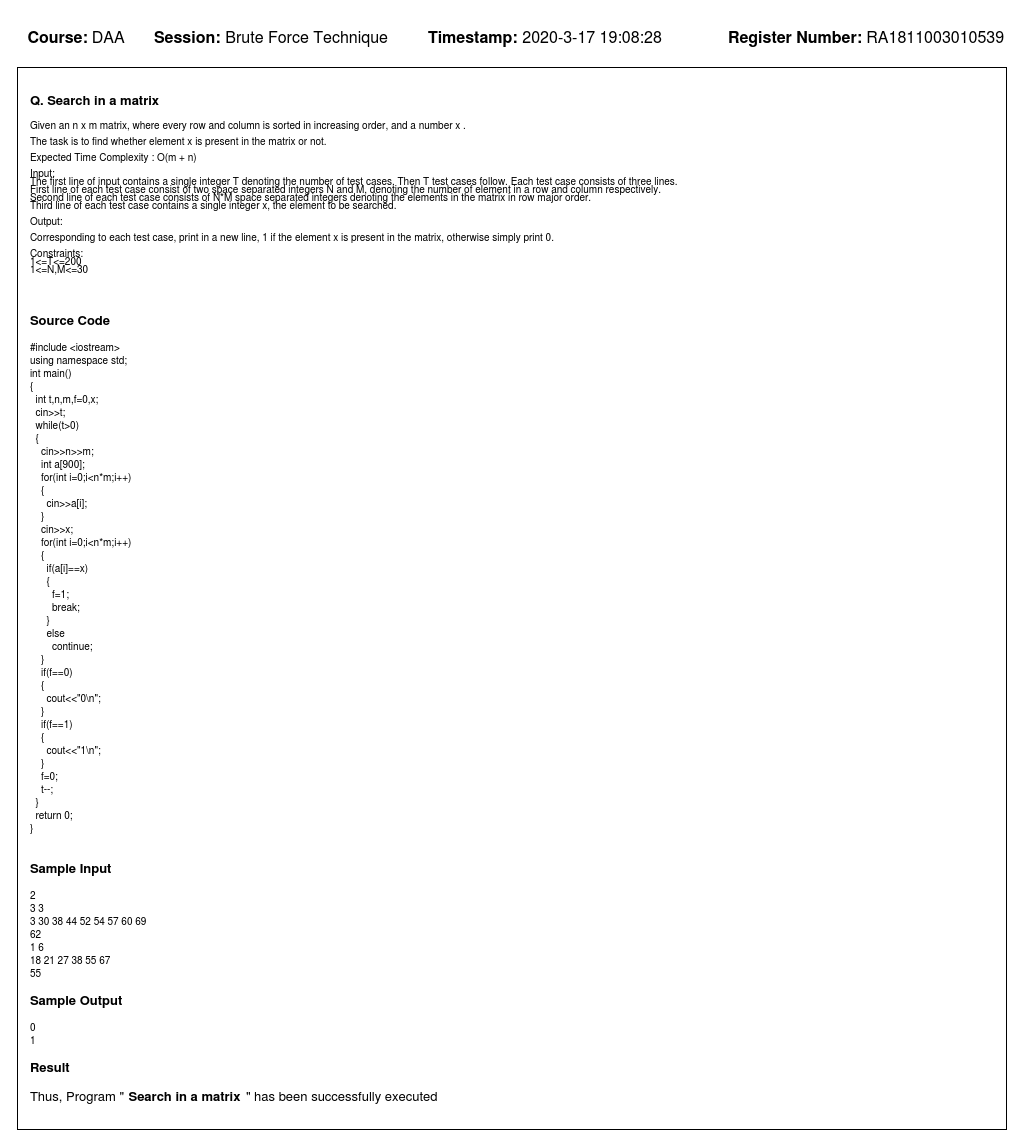 Course: DAA Session: Brute Force Technique Timestamp: 2020-3-17 19:08:28 Register Number: RA1811003010539
Q. Search in a matrix
Given an n x m matrix, where every row and column is sorted in increasing order, and a number x .
The task is to find whether element x is present in the matrix or not.
Expected Time Complexity : O(m + n)
Input:
The first line of input contains a single integer T denoting the number of test cases. Then T test cases follow. Each test case consists of three lines.
First line of each test case consist of two space separated integers N and M, denoting the number of element in a row and column respectively.
Second line of each test case consists of N*M space separated integers denoting the elements in the matrix in row major order.
Third line of each test case contains a single integer x, the element to be searched.
Output:
Corresponding to each test case, print in a new line, 1 if the element x is present in the matrix, otherwise simply print 0.
Constraints:
1<=T<=200
1<=N,M<=30
Source Code
#include <iostream>
using namespace std;
int main()
{
int t,n,m,f=0,x;
cin>>t;
while(t>0)
{
cin>>n>>m;
int a[900];
for(int i=0;i<n*m;i++)
{
cin>>a[i];
}
cin>>x;
for(int i=0;i<n*m;i++)
{
if(a[i]==x)
{
f=1;
break;
}
else
continue;
}
if(f==0)
{
cout<<"0\n";
}
if(f==1)
{
cout<<"1\n";
}
f=0;
t--;
}
return 0;
}
Sample Input
2
3 3
3 30 38 44 52 54 57 60 69
62
1 6
18 21 27 38 55 67
55
Sample Output
0
1
Result
Thus, Program " Search in a matrix " has been successfully executed